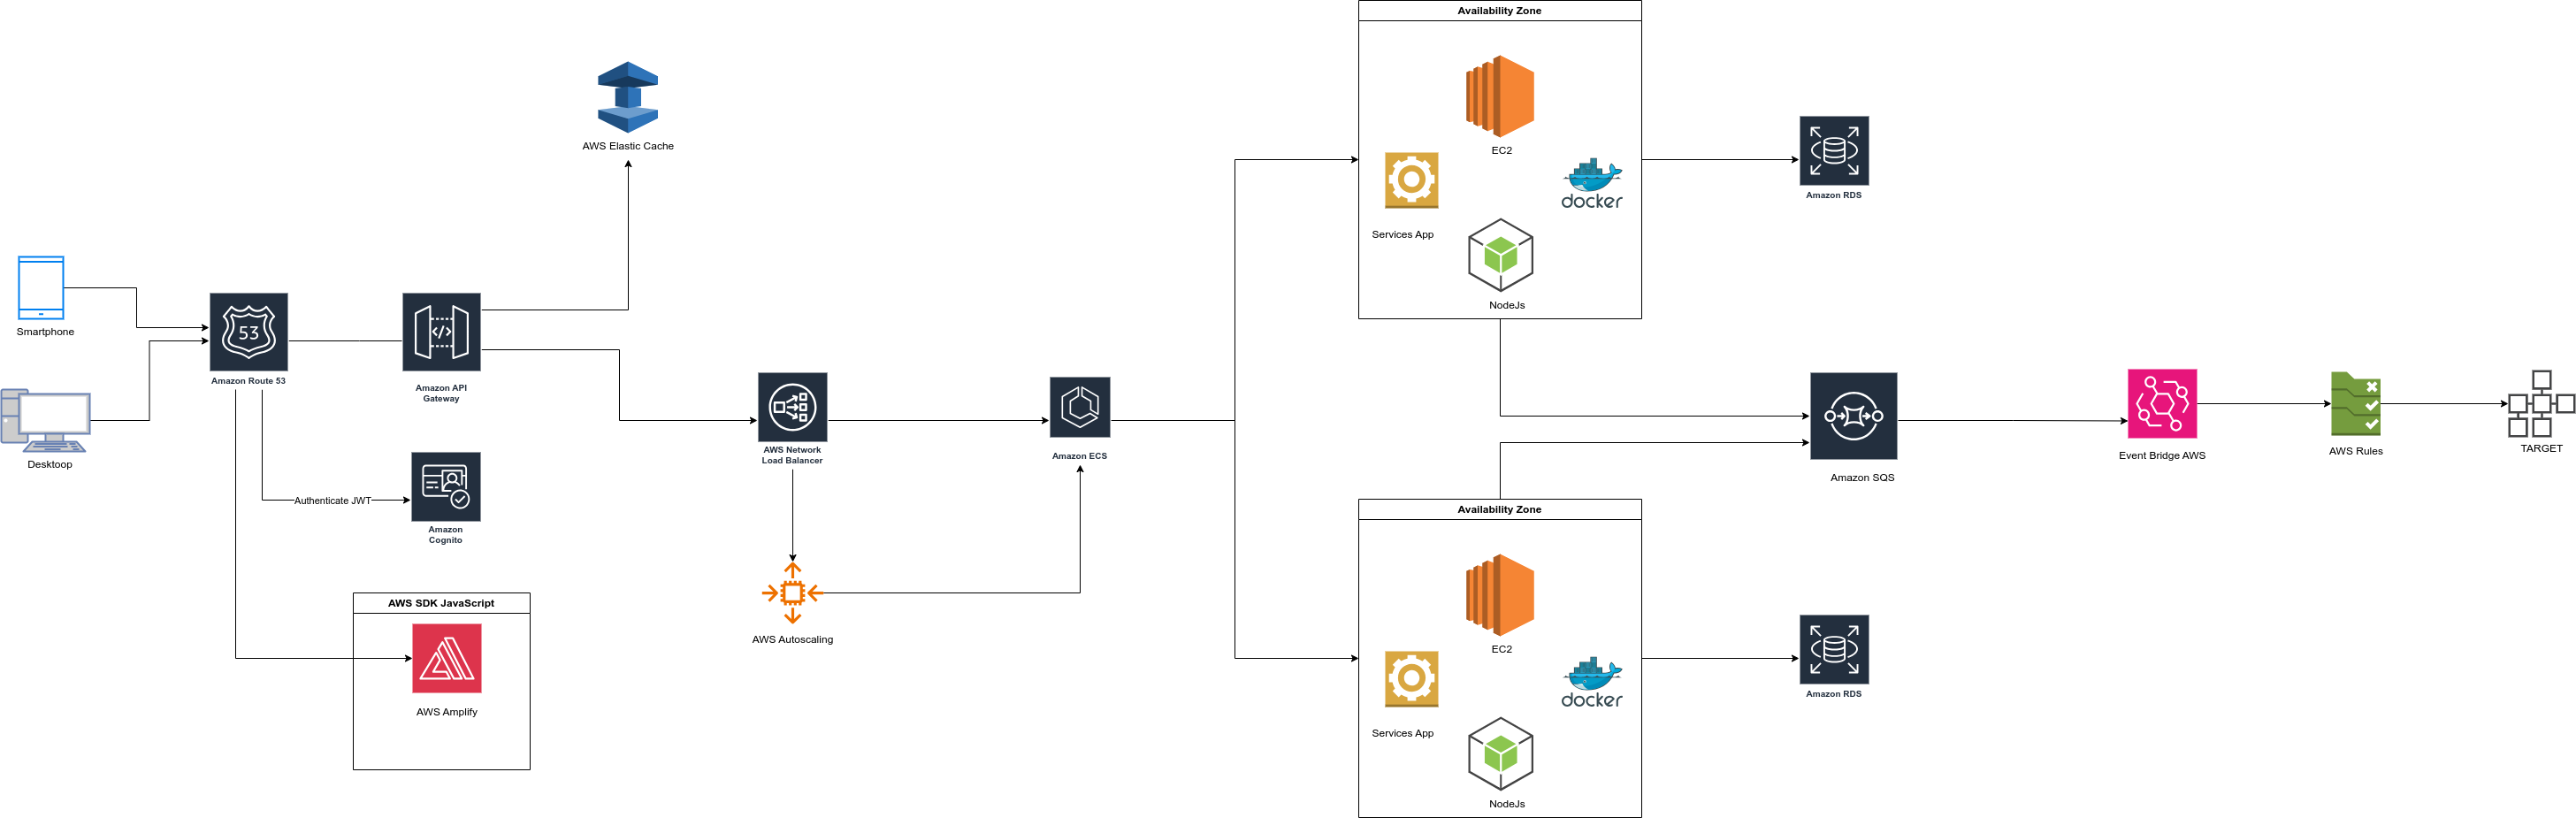 Availability Zone
EC2
Services App
docker
NodeJs
AWS Elastic Cache
Amazon RDS
Smartphone
53
Amazon Route 53
</>
Amazon API
Gateway
Desktoop
Authenticate JWT
Amazon
Cognito
AWS SDK JavaScript
AWS Amplify
AWS Network
Load Balancer
AWS Autoscaling
Amazon ECS
Amazon SQS
Event Bridge AWS
AWS Rules
TARGET
Availability Zone
EC2
Services App
docker
NodeJs
Amazon RDS